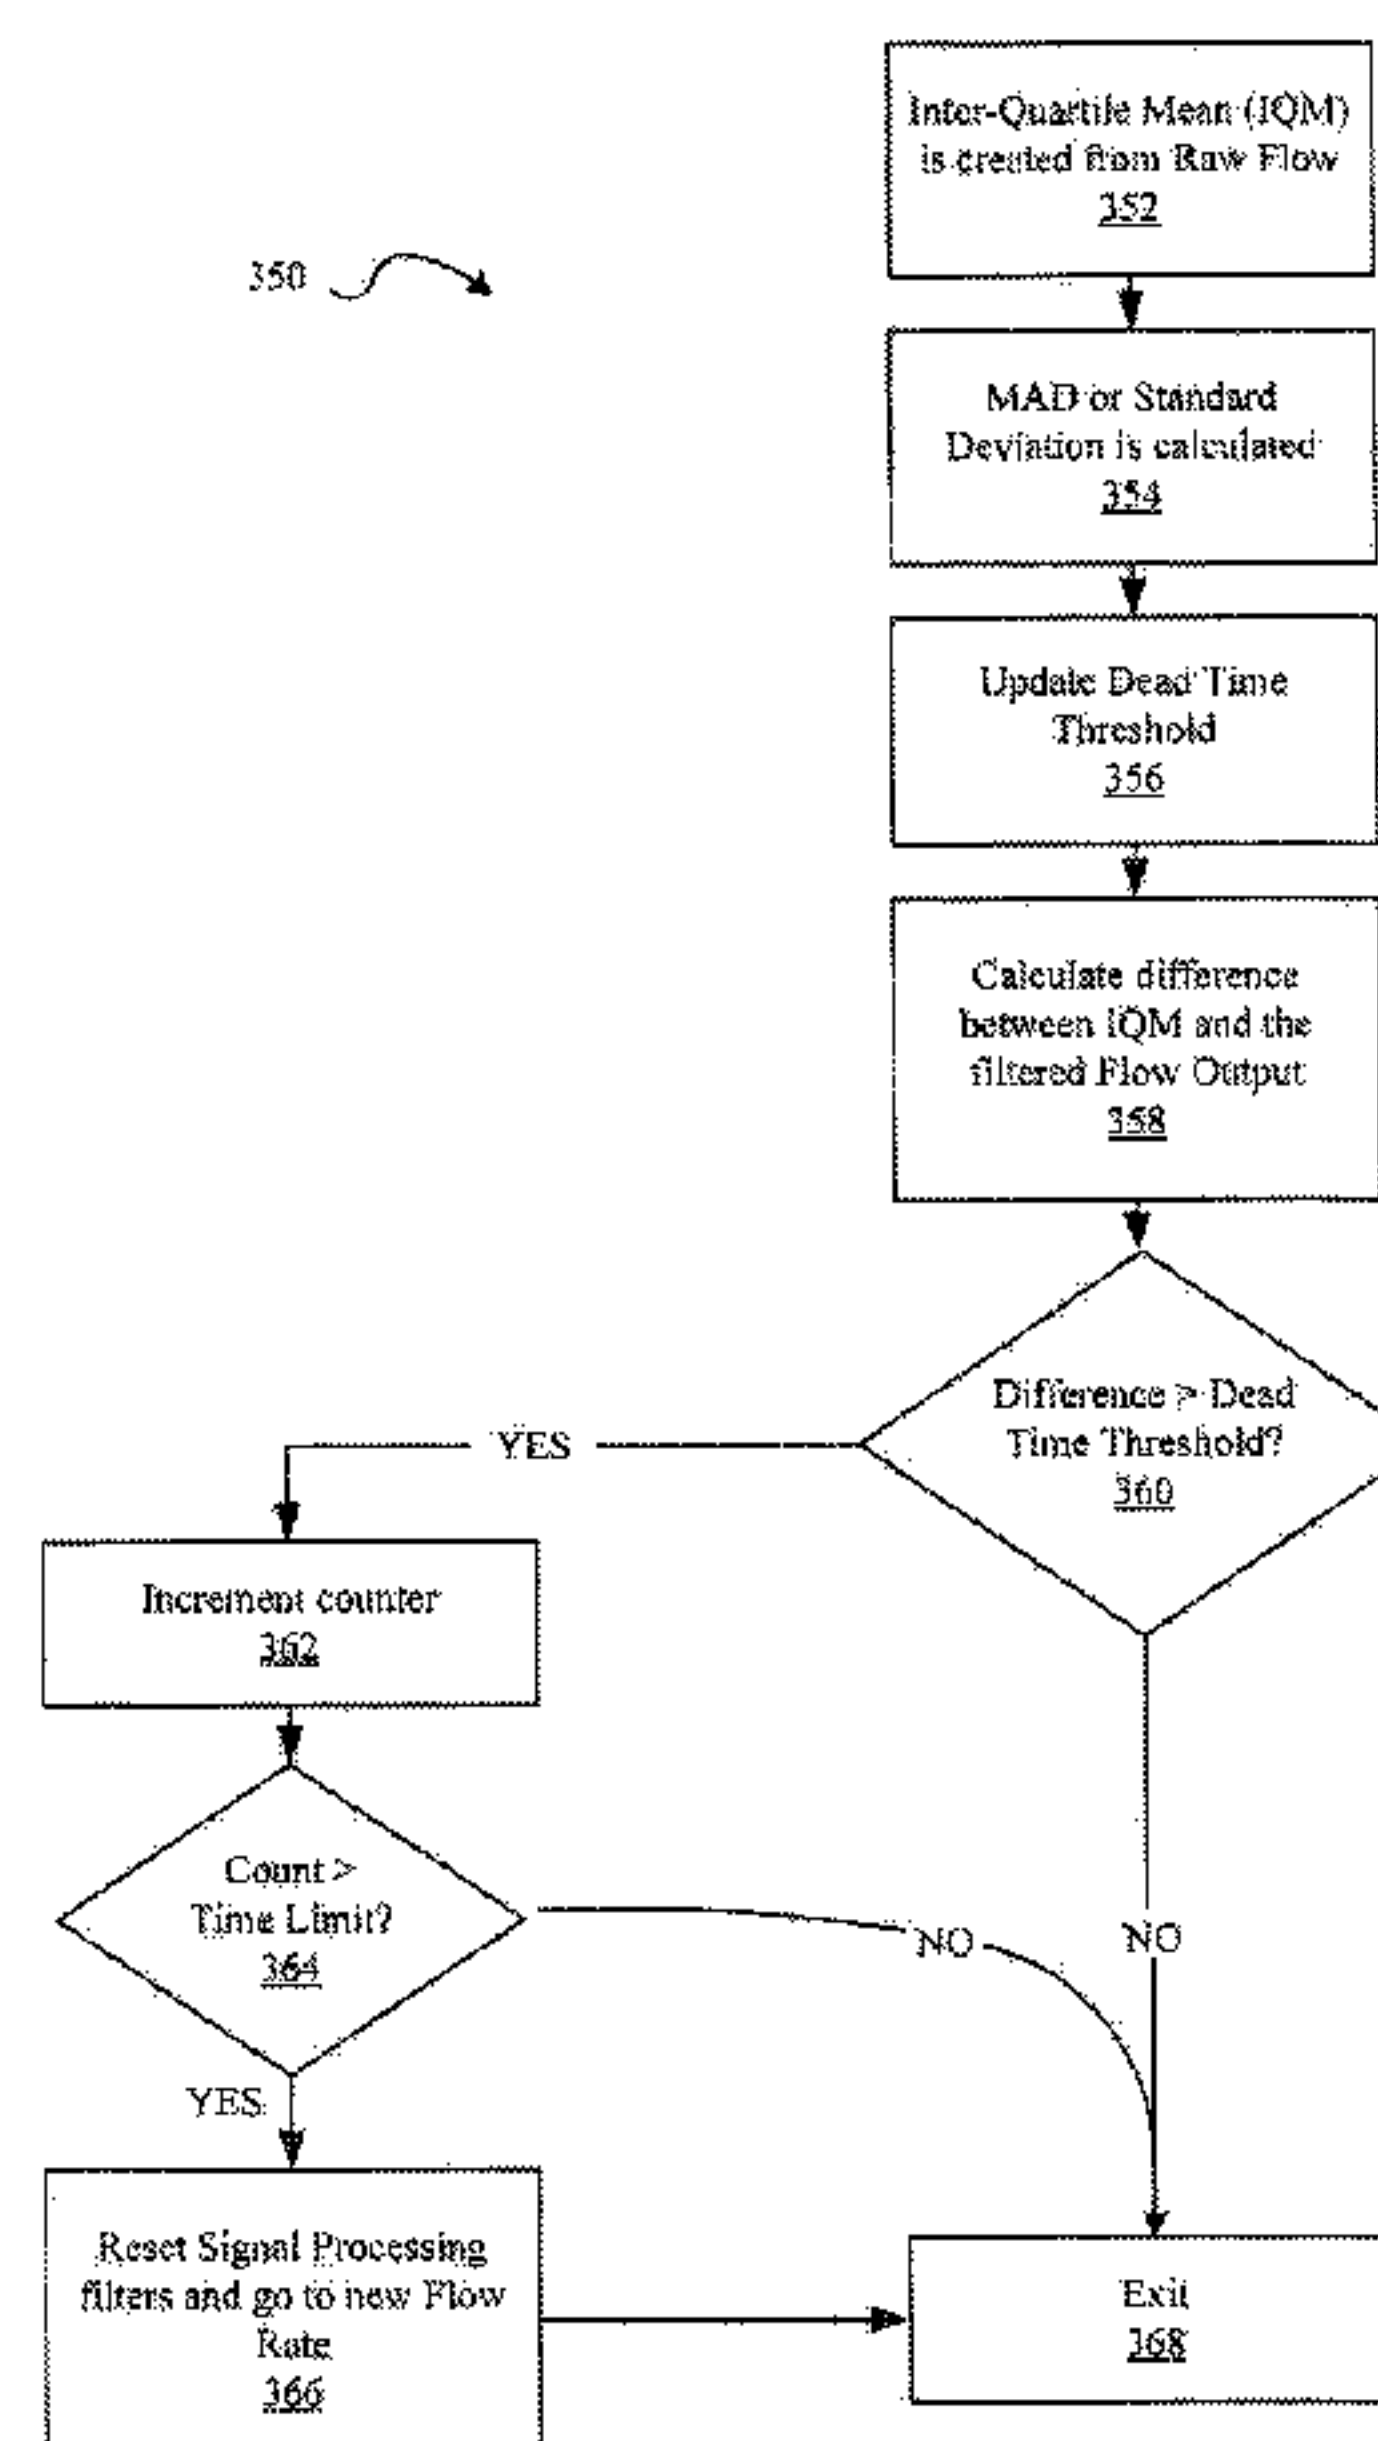 Inter-Quartile Mean (IQM)
is created from Raw Flow
352
350
MAD or Standard
Deviation is calculated
354
Update Dead Time
Threshold
356
Calculate difference
between IQM and the
filtered Flow Output
358
Difference > Dead
Time Threshold?
360
YES
Increment counter
362
Count >
Time Limit?
364
NO
NO
YES
Reset Signal Processing
filters and go to new Flow
Rate
366
Exit
368